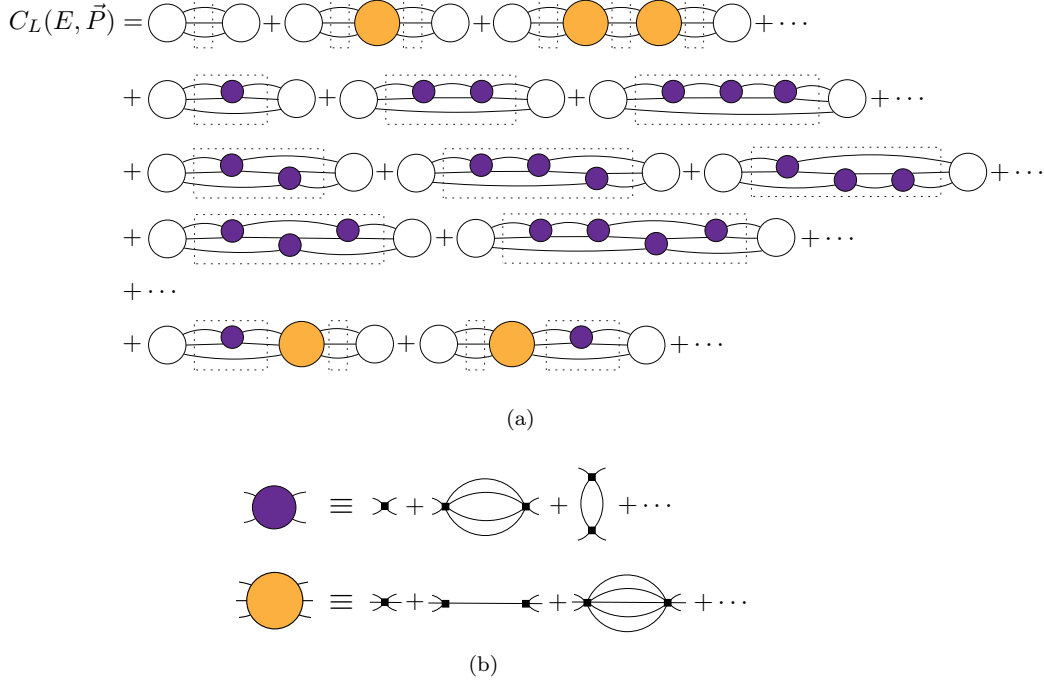 C_L(E, \vec{P}) = + + + ⋯
+ + + + ⋯
+ + + + ⋯
+ + + ⋯
+ ⋯
+ + + ⋯
(a)
≡ + + + ⋯
≡ + + + ⋯
(b)